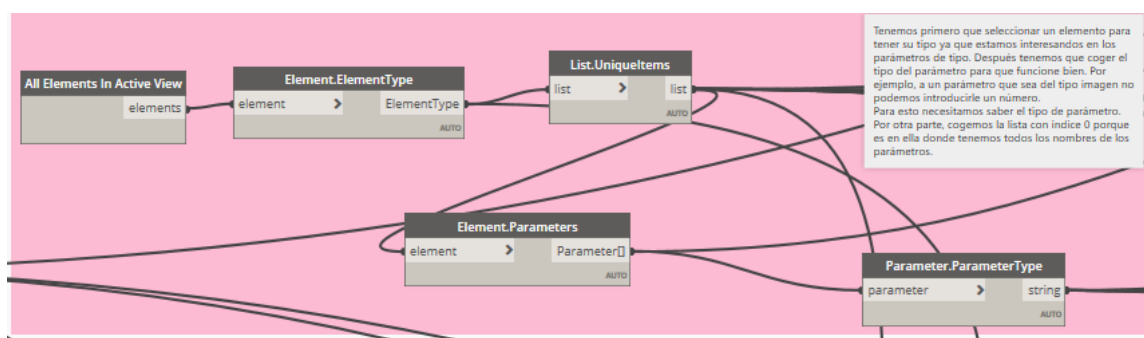 All Elements In Active View
elements
Element.ElementType
element > ElementType
AUTO
List.UniqueItems
list > list
AUTO
Tenemos primero que seleccionar un elemento para
tener su tipo ya que estamos interesandos en los
parámetros de tipo. Después tenemos que coger el
tipo del parámetro para que funcione bien. Por
ejemplo, a un parámetro que sea del tipo imagen no
podemos introducirle un número.
Para esto necesitamos saber el tipo de parámetro.
Por otra parte, cogemos la lista con índice 0 porque
es en ella donde tenemos todos los nombres de los
parámetros.
Element.Parameters
element > Parameter[]
AUTO
Parameter.ParameterType
parameter > string
AUTO